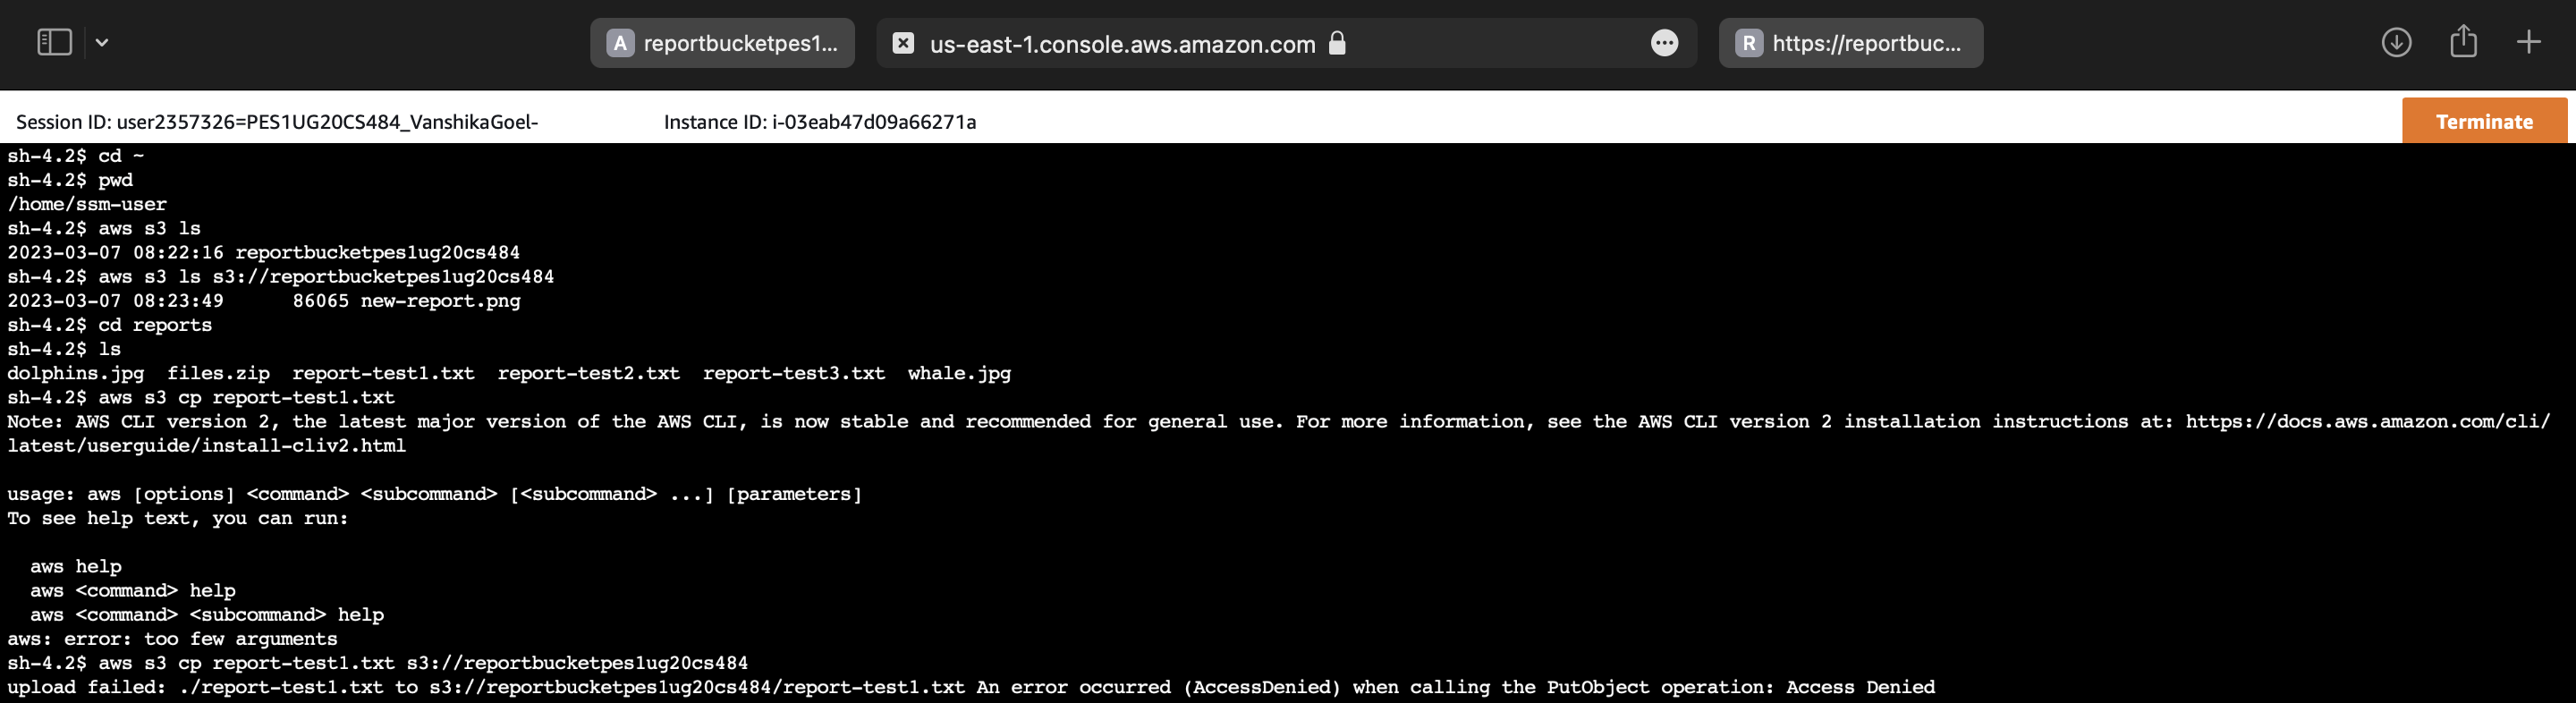 A reportbucketpes1...
us-east-1.console.aws.amazon.com
R https://reportbuc...
Session ID: user2357326=PES1UG20CS484_VanshikaGoel- Instance ID: i-03eab47d09a66271a Terminate
sh-4.2$ cd ~
sh-4.2$ pwd
/home/ssm-user
sh-4.2$ aws s3 ls
2023-03-07 08:22:16 reportbucketpes1ug20cs484
sh-4.2$ aws s3 ls s3://reportbucketpes1ug20cs484
2023-03-07 08:23:49      86065 new-report.png
sh-4.2$ cd reports
sh-4.2$ ls
dolphins.jpg  files.zip  report-test1.txt  report-test2.txt  report-test3.txt  whale.jpg
sh-4.2$ aws s3 cp report-test1.txt
Note: AWS CLI version 2, the latest major version of the AWS CLI, is now stable and recommended for general use. For more information, see the AWS CLI version 2 installation instructions at: https://docs.aws.amazon.com/cli/
latest/userguide/install-cliv2.html
usage: aws [options] <command> <subcommand> [<subcommand> ...] [parameters]
To see help text, you can run:
aws help
aws <command> help
aws <command> <subcommand> help
aws: error: too few arguments
sh-4.2$ aws s3 cp report-test1.txt s3://reportbucketpes1ug20cs484
upload failed: ./report-test1.txt to s3://reportbucketpes1ug20cs484/report-test1.txt An error occurred (AccessDenied) when calling the PutObject operation: Access Denied